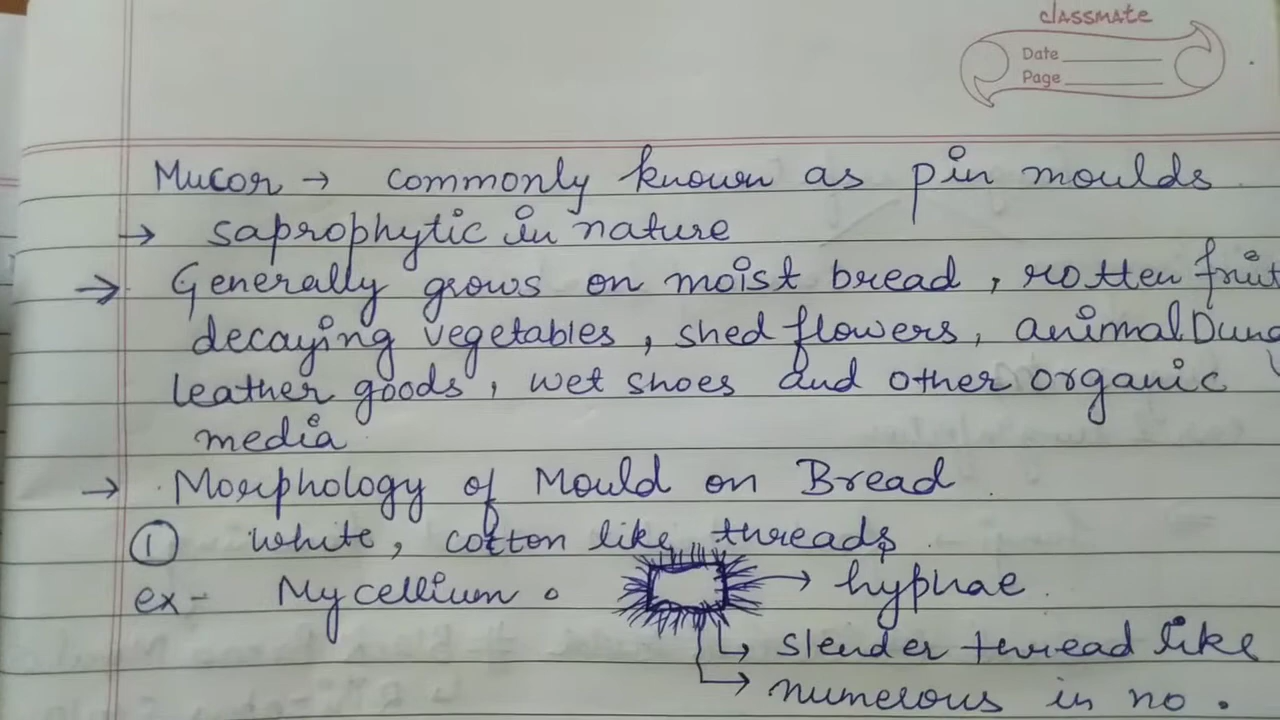 classmate
Date
Page
Mucor → commonly known as pin moulds
→ saprophytic in nature
→ Generally grows on moist bread, rotten fruit
decaying vegetables, shed flowers, animal Dung
leather goods, wet shoes and other organic
media
→ Morphology of Mould on Bread.
① white, cotton like threads.
ex- Mycellium.
→ hyphae.
↳ slender thread like
→ numerous in no.